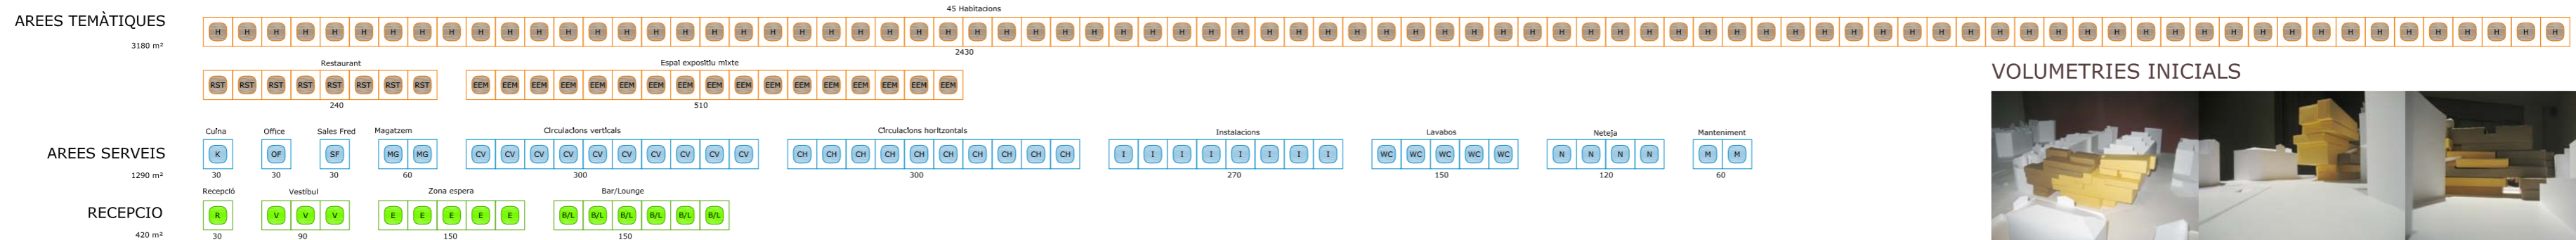 45 Habitacions
AREES TEMÀTIQUES
H H H H H H H H H H H H H H H H H H H H H H H H H H H H H H H H H H H H H H H H H H H H H H H H H H H H H H H H H H H H H H H H H H H H H H H H H H H H H H H H H
3180 m²
2430
Restaurant Espai expositiu mixte
VOLUMETRIES INICIALS
RST RST RST RST RST RST RST RST EEM EEM EEM EEM EEM EEM EEM EEM EEM EEM EEM EEM EEM EEM EEM EEM EEM
240 510
Cuina Office Sales Fred Magatzem Circulacions verticals Circulacions horitzontals Instalacions Lavabos Neteja Manteniment
AREES SERVEIS
K OF SF MG MG CV CV CV CV CV CV CV CV CV CV CH CH CH CH CH CH CH CH CH CH I I I I I I I I WC WC WC WC WC N N N N M M
1290 m²
30 30 30 60 300 300 270 150 120 60
Recepció Vestíbul Zona espera Bar/Lounge
RECEPCIO
R V V V E E E E E B/L B/L B/L B/L B/L B/L
420 m²
30 90 150 150